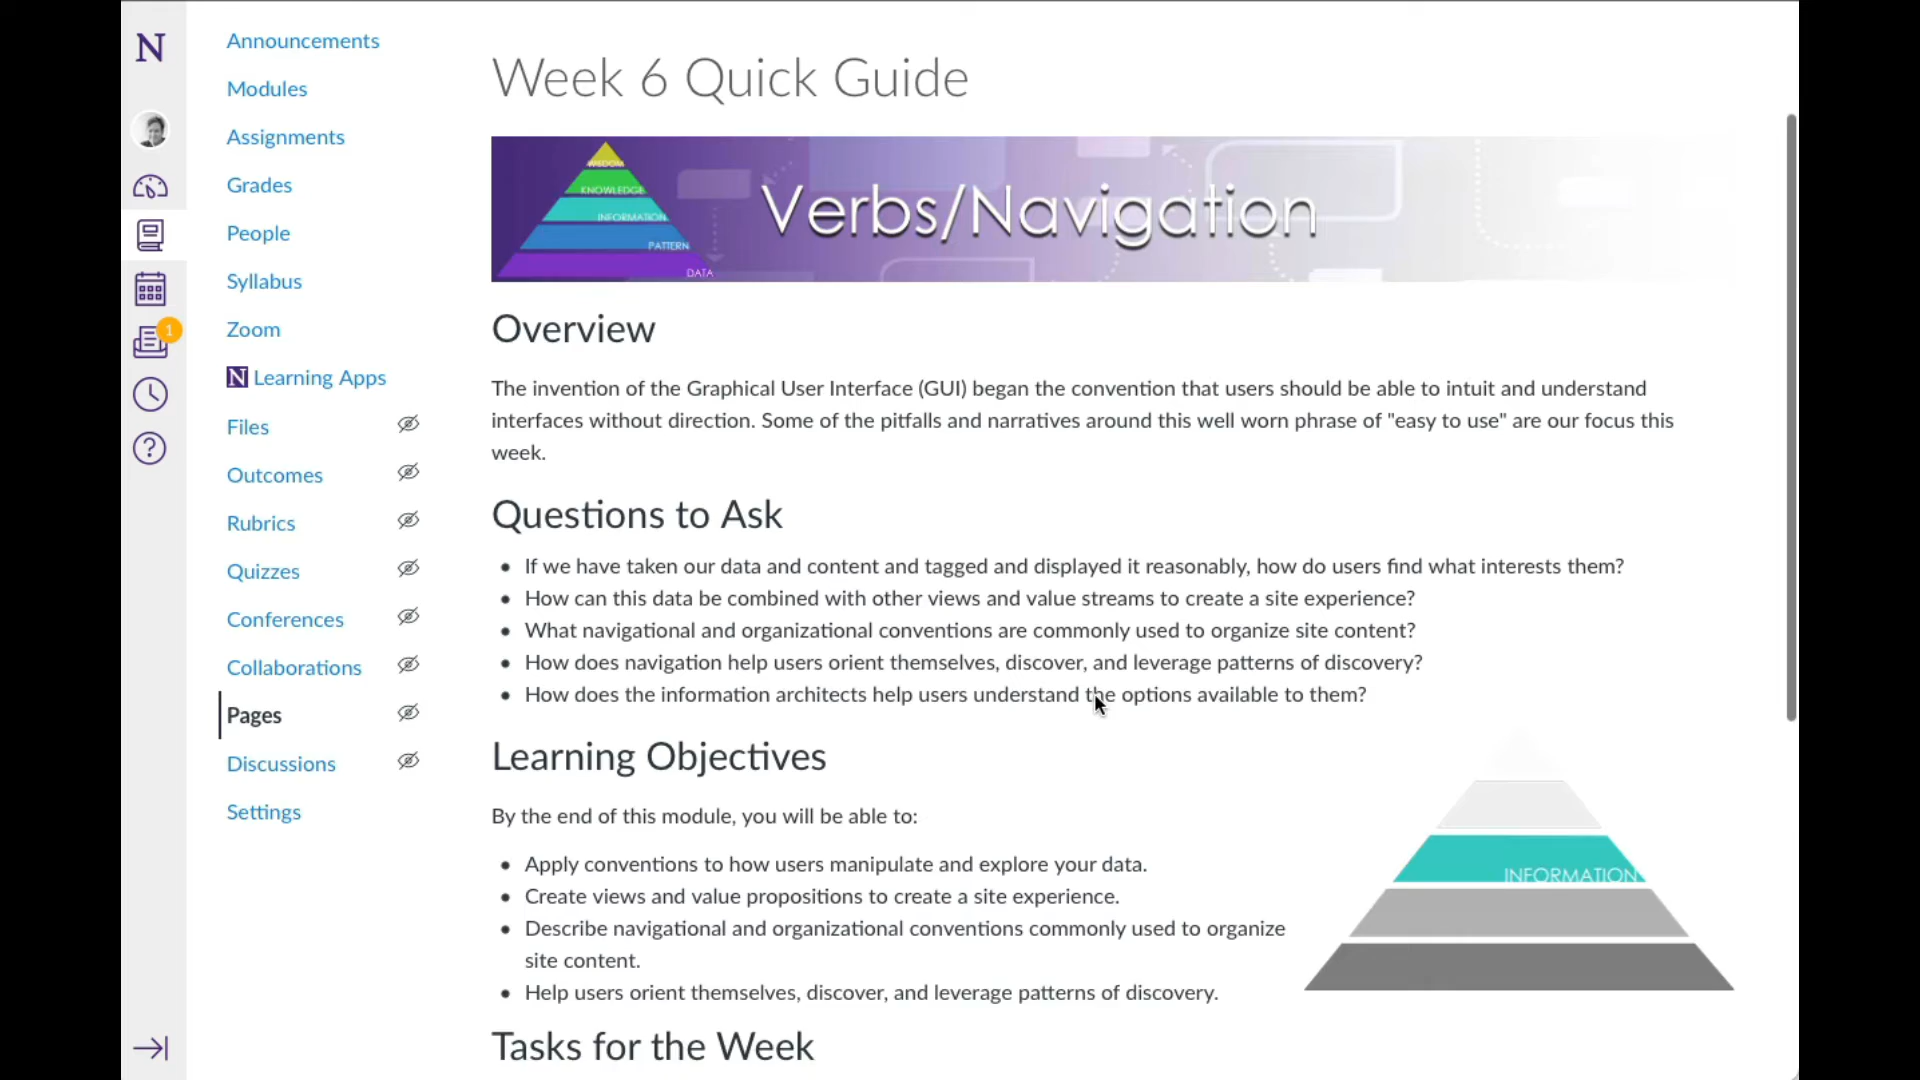 N
1
Announcements
Modules
Assignments
Grades
People
Syllabus
Zoom
N Learning Apps
Files
Outcomes
Rubrics
Quizzes
Conferences
Collaborations
Pages
Discussions
Settings
Week 6 Quick Guide
WISDOM
KNOWLEDGE
INFORMATION
PATTERN
DATA
Verbs/Navigation
Overview
The invention of the Graphical User Interface (GUI) began the convention that users should be able to intuit and understand
interfaces without direction. Some of the pitfalls and narratives around this well worn phrase of "easy to use" are our focus this
week.
Questions to Ask
If we have taken our data and content and tagged and displayed it reasonably, how do users find what interests them?
How can this data be combined with other views and value streams to create a site experience?
What navigational and organizational conventions are commonly used to organize site content?
How does navigation help users orient themselves, discover, and leverage patterns of discovery?
How does the information architects help users understand the options available to them?
Learning Objectives
By the end of this module, you will be able to:
Apply conventions to how users manipulate and explore your data.
Create views and value propositions to create a site experience.
Describe navigational and organizational conventions commonly used to organize
site content.
Help users orient themselves, discover, and leverage patterns of discovery.
INFORMATION
Tasks for the Week